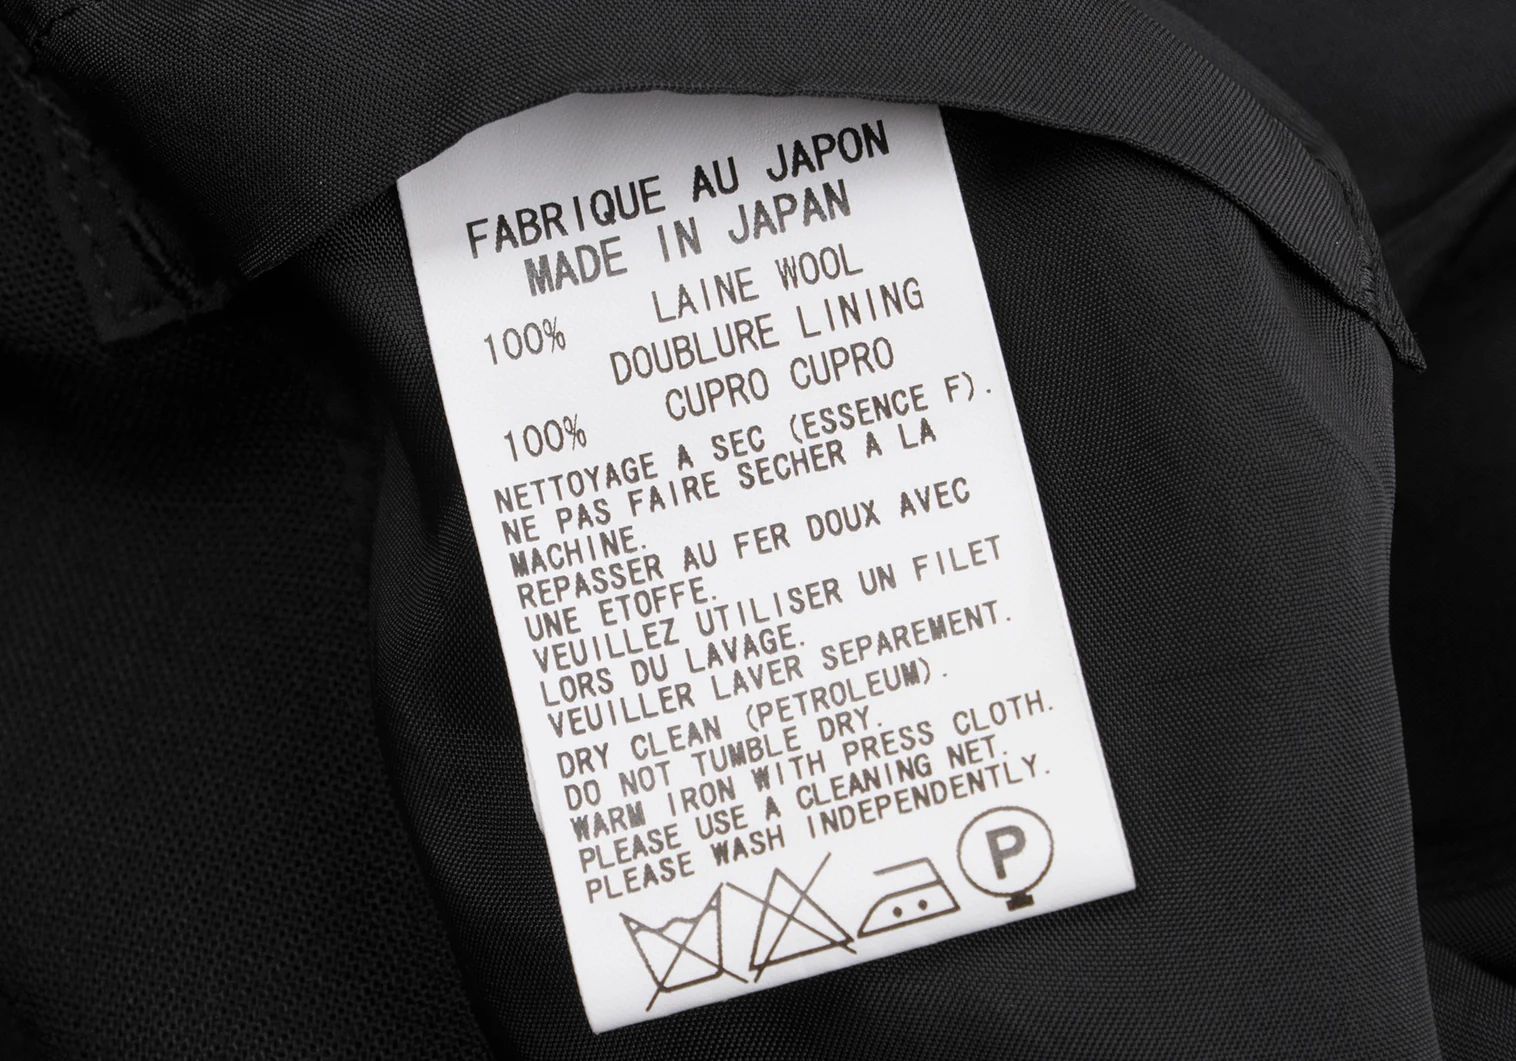 FABRIQUE AU JAPON
MADE IN JAPAN
100% LAINE WOOL
DOUBLURE LINING
100% CUPRO CUPRO
NETTOYAGE A SEC (ESSENCE F).
NE PAS FAIRE SECHER A LA
MACHINE.
REPASSER AU FER DOUX AVEC
UNE ETOFFE.
VEUILLEZ UTILISER UN FILET
LORS DU LAVAGE.
VEUILLER LAVER SEPAREMENT.
DRY CLEAN (PETROLEUM).
DO NOT TUMBLE DRY.
WARM IRON WITH PRESS CLOTH.
PLEASE USE A CLEANING NET.
PLEASE WASH INDEPENDENTLY.
P